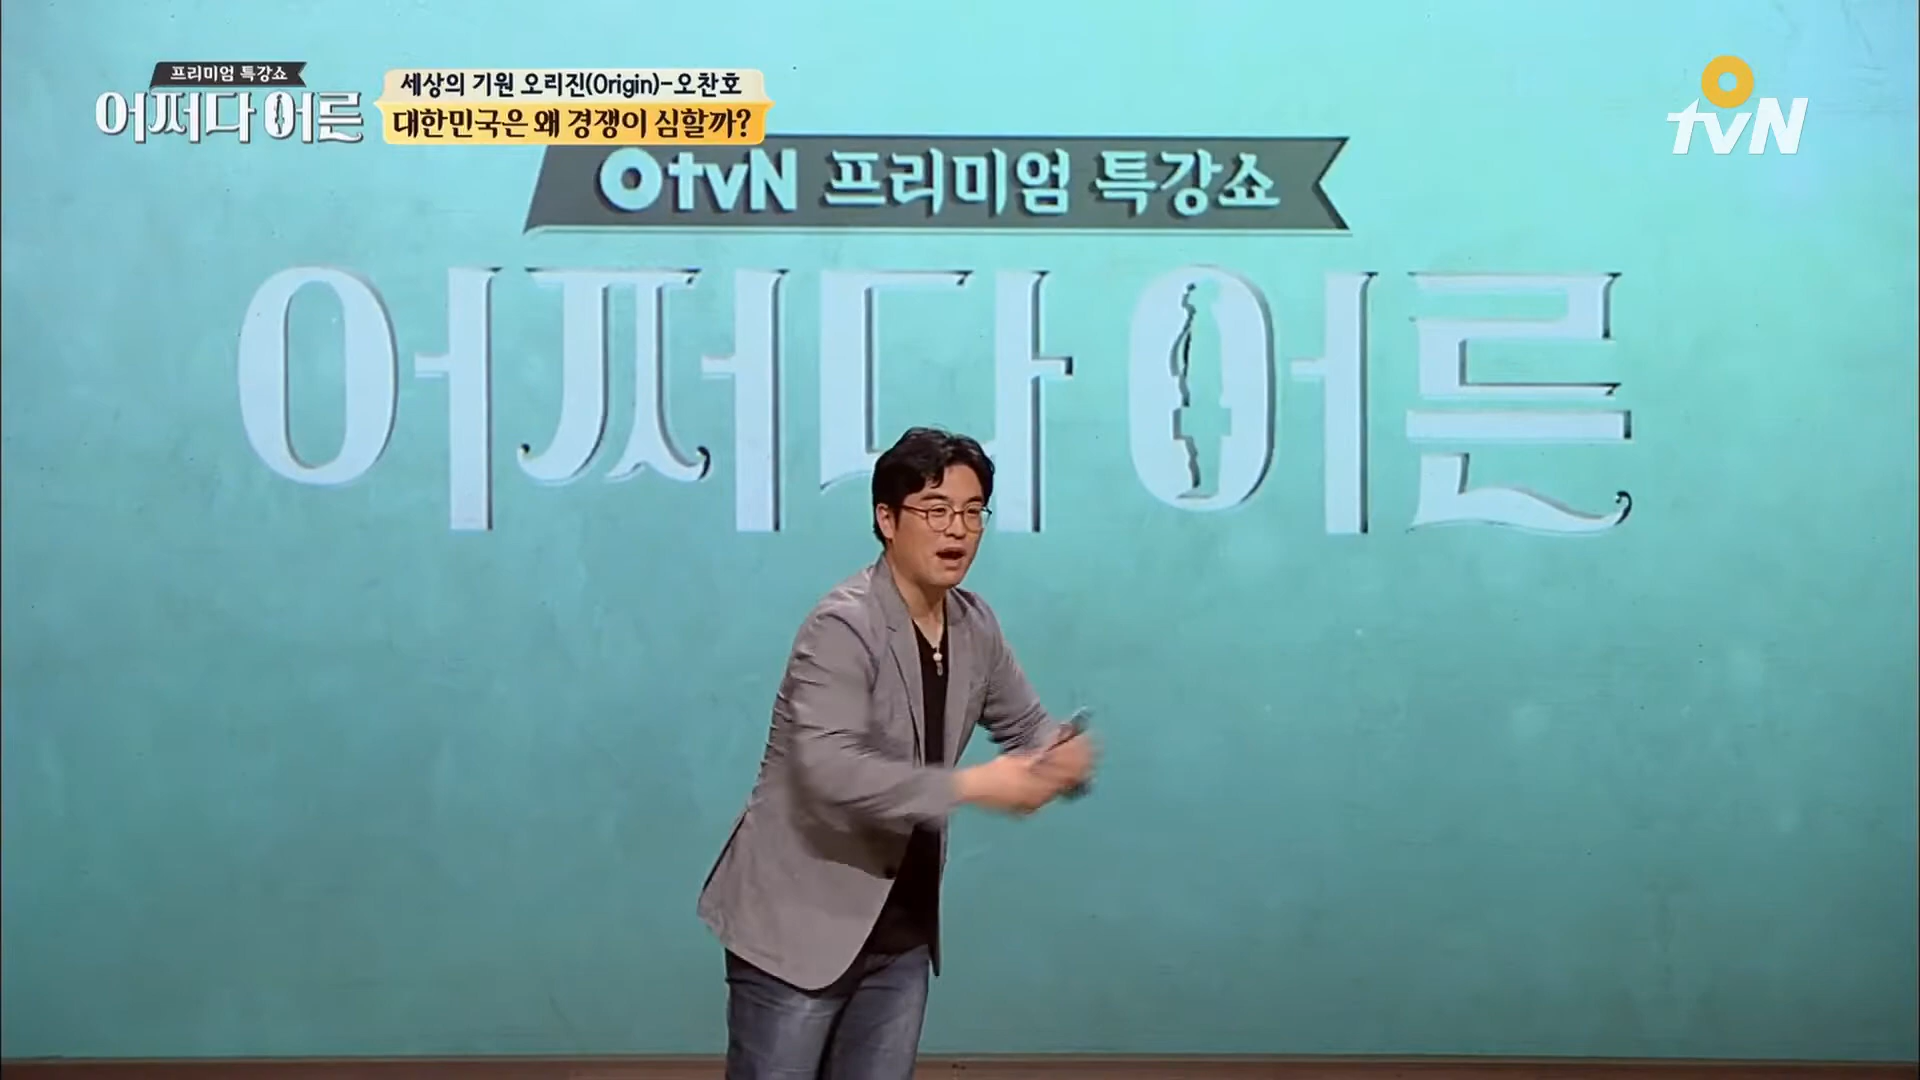 프리미엄 특강쇼
어쩌다 어른
세상의 기원 오리진(Origin)-오찬호
대한민국은 왜 경쟁이 심할까?
tvN
OtvN 프리미엄 특강쇼
어쩌다 어른